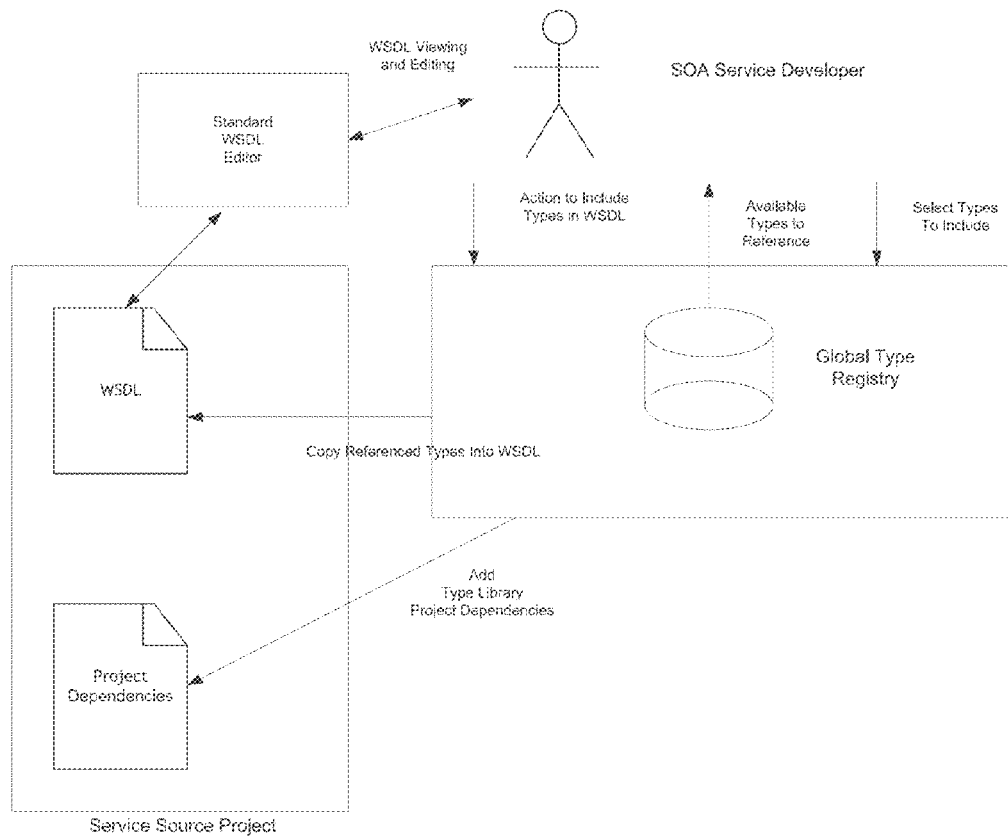 WSDL Viewing
and Editing
SOA Service Developer
Standard
WSDL
Editor
Action to Include
Types in WSDL
Available
Types to
Reference
Select Types
To Include
WSDL
Global Type
Registry
Copy Referenced Types Into WSDL
Add
Type Library
Project Dependencies
Project
Dependencies
Service Source Project